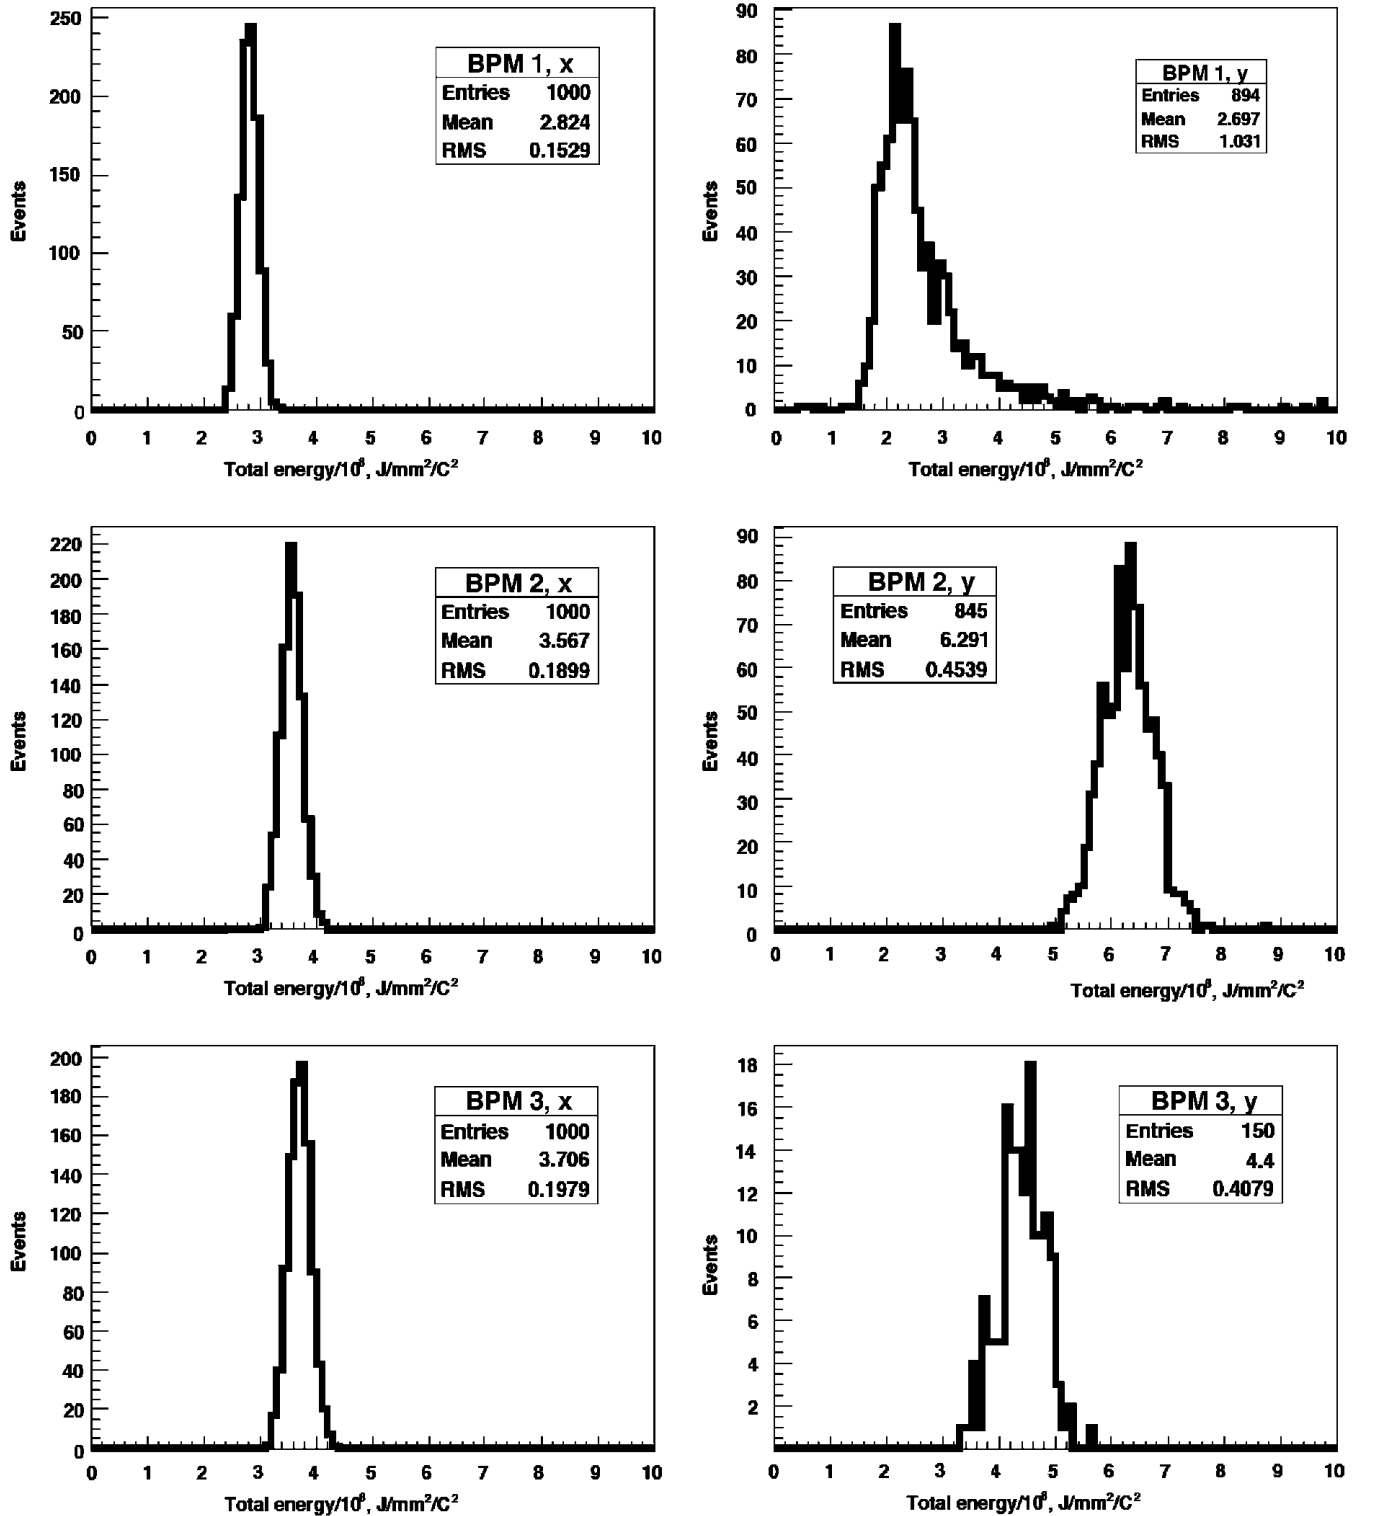 BPM 1, x
Entries 1000
Mean 2.824
RMS 0.1529
Events
250
200
150
100
50
0
0 1 2 3 4 5 6 7 8 9 10
Total energy/10⁸, J/mm²/C²
BPM 1, y
Entries 894
Mean 2.697
RMS 1.031
Events
90
80
70
60
50
40
30
20
10
0
0 1 2 3 4 5 6 7 8 9 10
Total energy/10⁸, J/mm²/C²
BPM 2, x
Entries 1000
Mean 3.567
RMS 0.1899
Events
220
200
180
160
140
120
100
80
60
40
20
0
0 1 2 3 4 5 6 7 8 9 10
Total energy/10⁸, J/mm²/C²
BPM 2, y
Entries 845
Mean 6.291
RMS 0.4539
Events
90
80
70
60
50
40
30
20
10
0
0 1 2 3 4 5 6 7 8 9 10
Total energy/10⁸, J/mm²/C²
BPM 3, x
Entries 1000
Mean 3.706
RMS 0.1979
Events
200
180
160
140
120
100
80
60
40
20
0
0 1 2 3 4 5 6 7 8 9 10
Total energy/10⁸, J/mm²/C²
BPM 3, y
Entries 150
Mean 4.4
RMS 0.4079
Events
18
16
14
12
10
8
6
4
2
0 1 2 3 4 5 6 7 8 9 10
Total energy/10⁸, J/mm²/C²